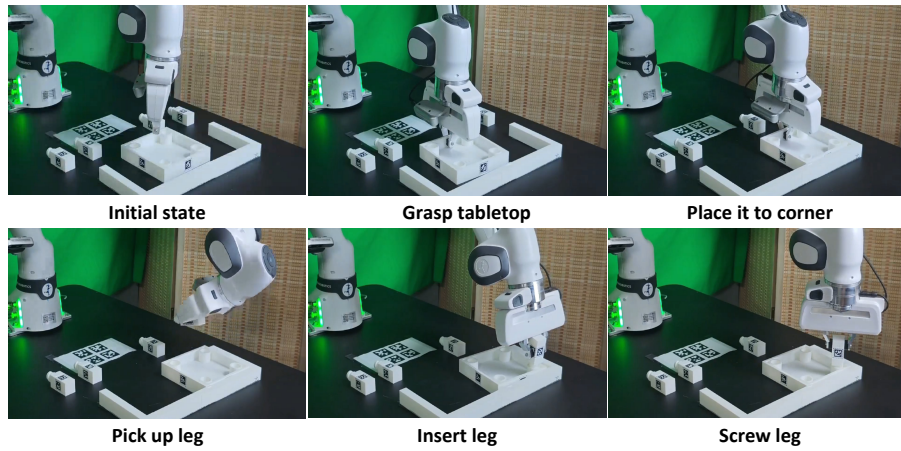 Initial state
Grasp tabletop
Place it to corner
Pick up leg
Insert leg
Screw leg